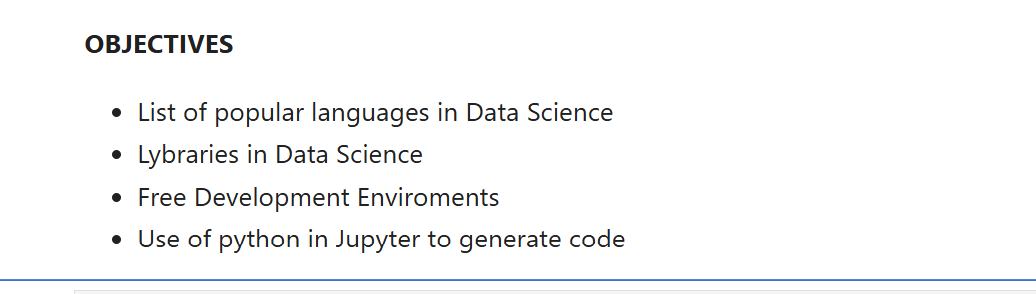 OBJECTIVES
• List of popular languages in Data Science
• Lybraries in Data Science
• Free Development Enviroments
• Use of python in Jupyter to generate code